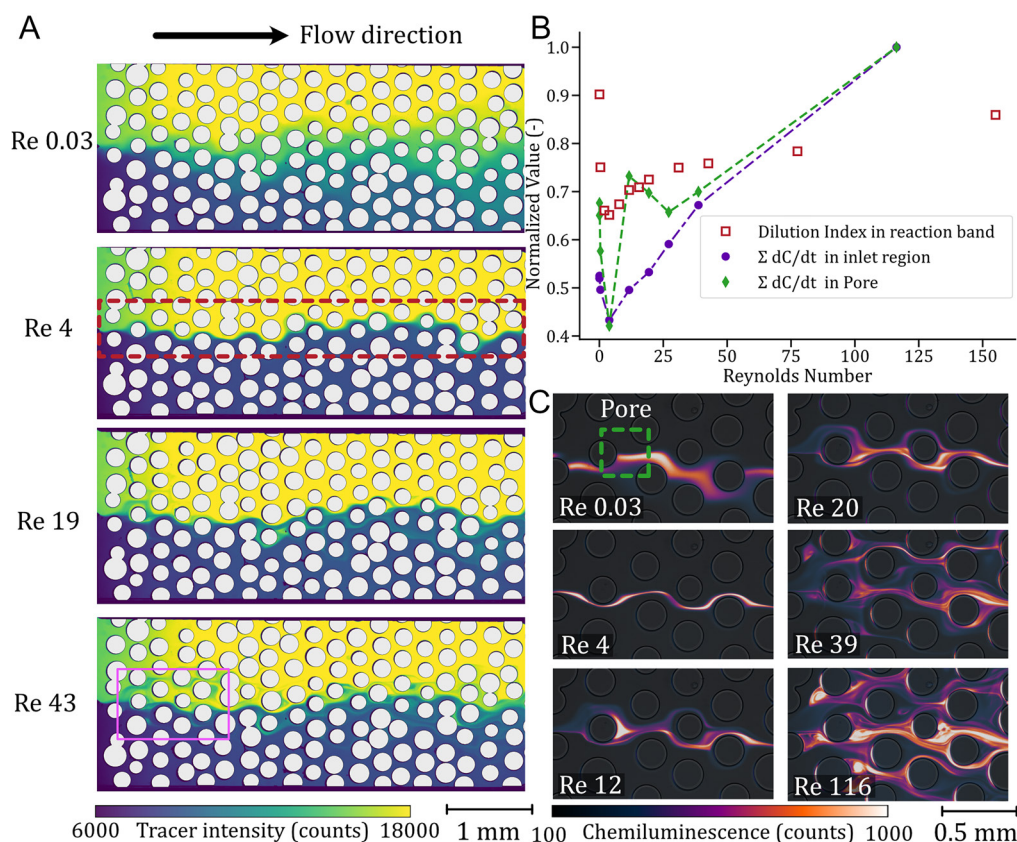 A
Flow direction
Re 0.03
Re 4
Re 19
Re 43
6000 Tracer intensity (counts) 18000
1 mm
B
Normalized Value (-)
1.0
0.9
0.8
0.7
0.6
0.5
0.4
0 25 50 75 100 125 150
Reynolds Number
Dilution Index in reaction band
Σ dC/dt in inlet region
Σ dC/dt in Pore
C
Pore
Re 0.03
Re 20
Re 4
Re 39
Re 12
Re 116
100 Chemiluminescence (counts) 1000
0.5 mm